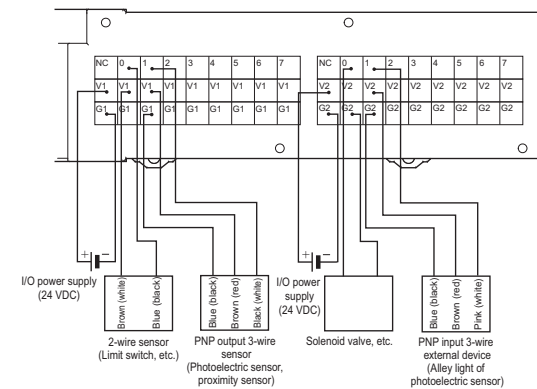 NC 0 1 2 3 4 5 6 7 NC 0 1 2 3 4 5 6 7
V1 V1 V1 V1 V1 V1 V1 V1 V1 V2 V2 V2 V2 V2 V2 V2 V2 V2
G1 G1 G1 G1 G1 G1 G1 G1 G1 G2 G2 G2 G2 G2 G2 G2 G2 G2
+ −
I/O power supply
(24 VDC)
Brown (white)
Blue (black)
2-wire sensor
(Limit switch, etc.)
Blue (black)
Brown (red)
Black (white)
PNP output 3-wire
sensor
(Photoelectric sensor,
proximity sensor)
+ −
I/O power
supply
(24 VDC)
Solenoid valve, etc.
Blue (black)
Brown (red)
Pink (white)
PNP input 3-wire
external device
(Alley light of
photoelectric sensor)